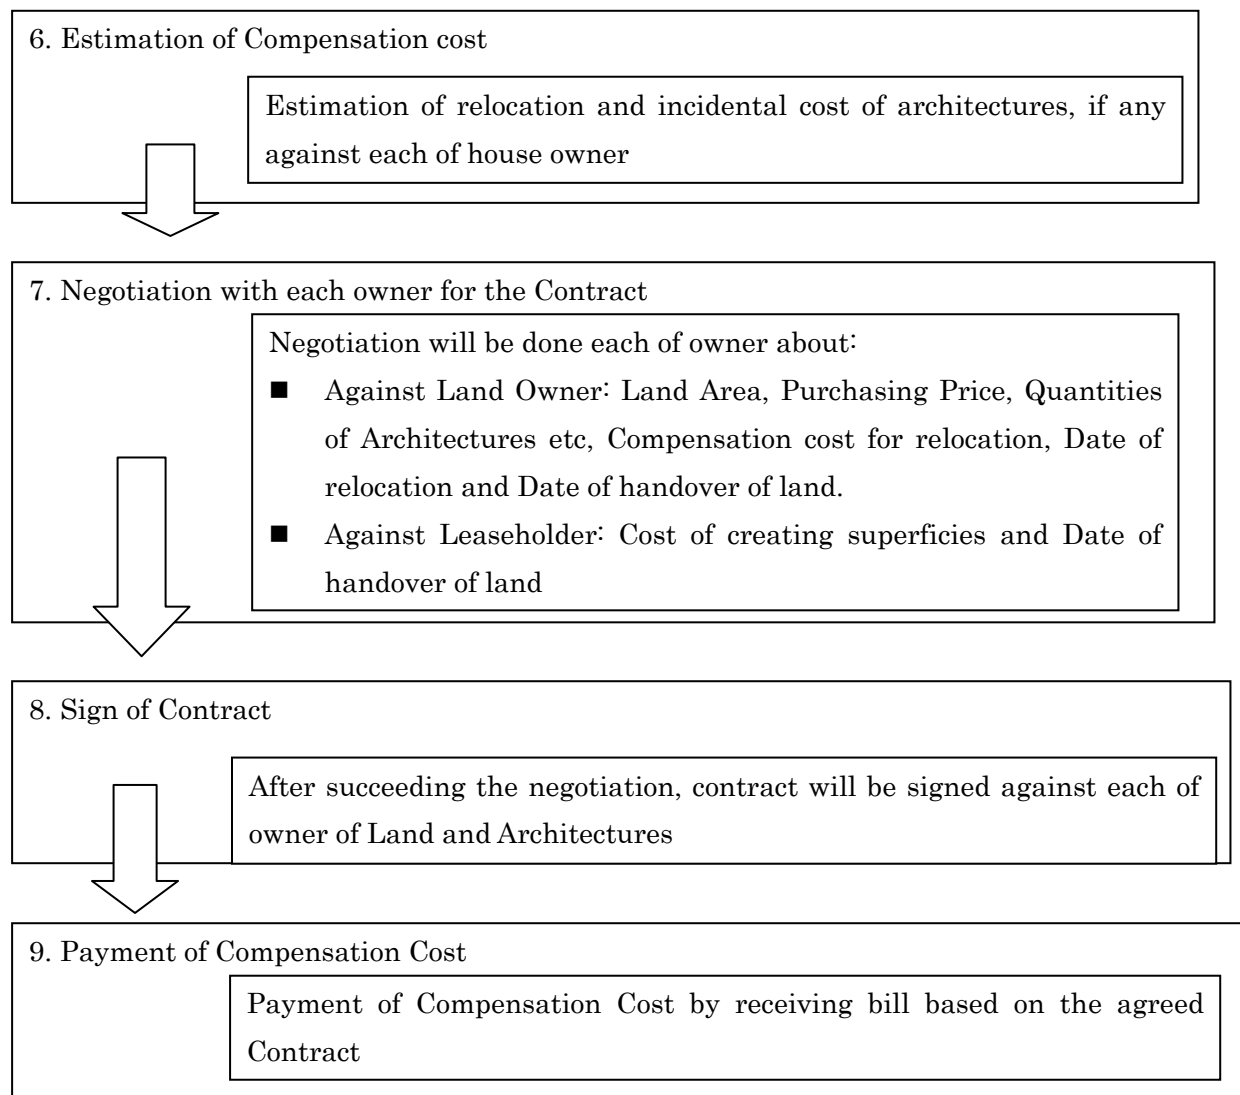 6. Estimation of Compensation cost
Estimation of relocation and incidental cost of architectures, if any
against each of house owner
7. Negotiation with each owner for the Contract
Negotiation will be done each of owner about:
■ Against Land Owner: Land Area, Purchasing Price, Quantities
of Architectures etc, Compensation cost for relocation, Date of
relocation and Date of handover of land.
■ Against Leaseholder: Cost of creating superficies and Date of
handover of land
8. Sign of Contract
After succeeding the negotiation, contract will be signed against each of
owner of Land and Architectures
9. Payment of Compensation Cost
Payment of Compensation Cost by receiving bill based on the agreed
Contract